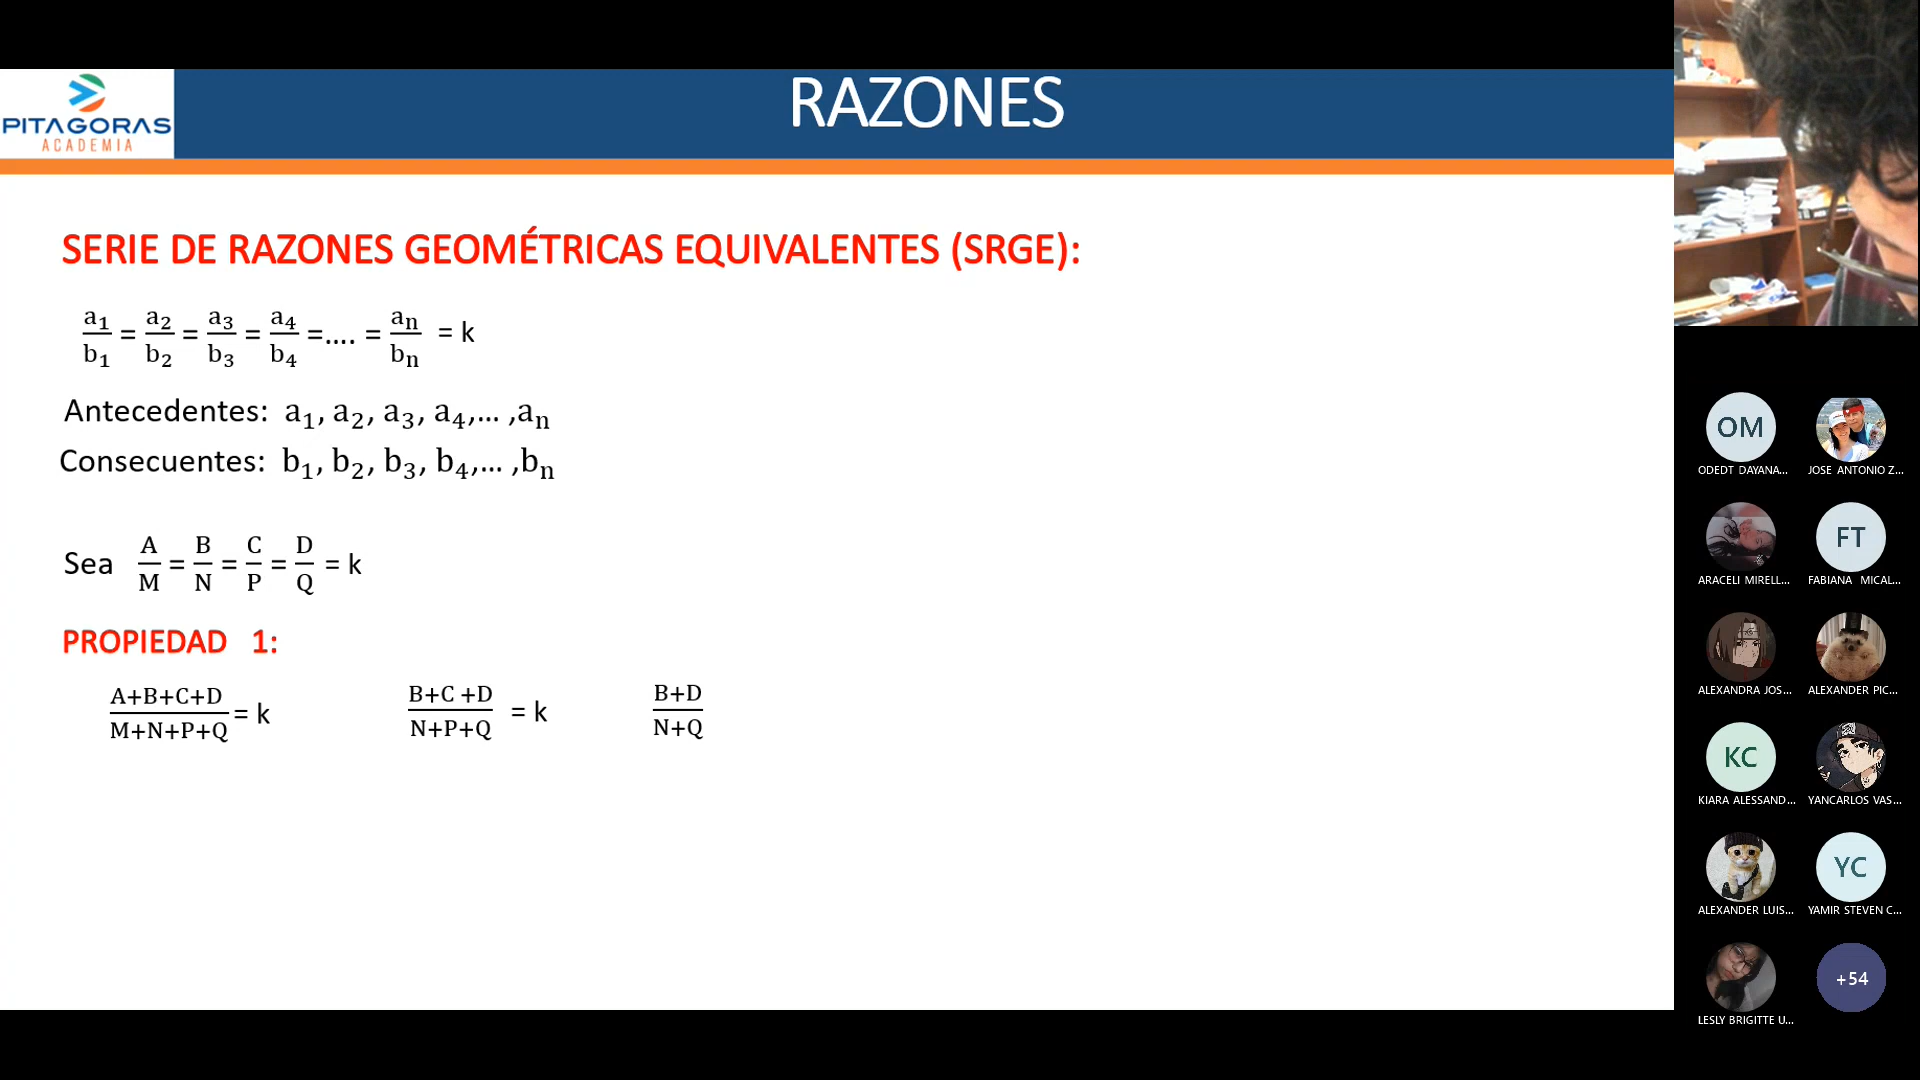 RAZONES
PITAGORAS
ACADEMIA
SERIE DE RAZONES GEOMÉTRICAS EQUIVALENTES (SRGE):
a₁/b₁ = a₂/b₂ = a₃/b₃ = a₄/b₄ =.... = aₙ/bₙ = k
Antecedentes: a₁, a₂, a₃, a₄,... ,aₙ
Consecuentes: b₁, b₂, b₃, b₄,... ,bₙ
Sea A/M = B/N = C/P = D/Q = k
PROPIEDAD 1:
A+B+C+D/M+N+P+Q = k B+C +D/N+P+Q = k B+D/N+Q
OM
ODEDT DAYANA...
JOSE ANTONIO Z...
ARACELI MIRELL...
FT
FABIANA MICAL...
ALEXANDRA JOS...
ALEXANDER PIC...
KC
KIARA ALESSAND...
YANCARLOS VAS...
ALEXANDER LUIS...
YC
YAMIR STEVEN C...
LESLY BRIGITTE U...
+54